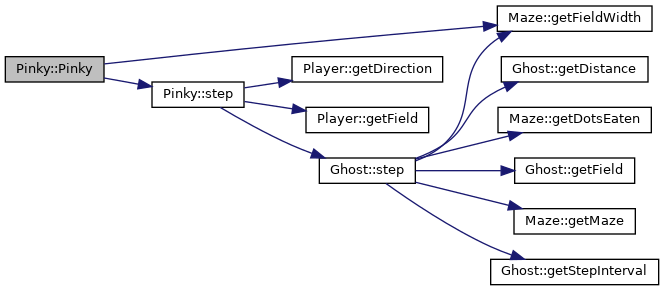 Maze::getFieldWidth
Pinky::Pinky
Player::getDirection
Ghost::getDistance
Pinky::step
Player::getField
Maze::getDotsEaten
Ghost::step
Ghost::getField
Maze::getMaze
Ghost::getStepInterval